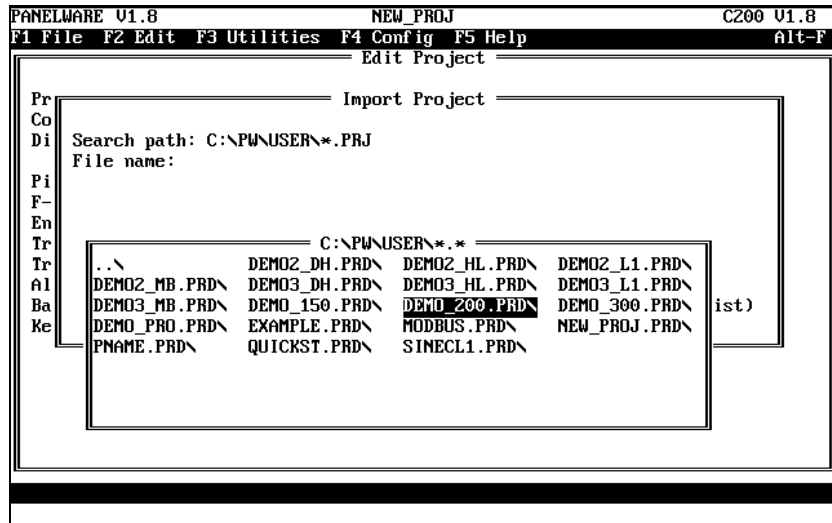 PANELWARE V1.8 NEW_PROJ C200 V1.8
F1 File F2 Edit F3 Utilities F4 Config F5 Help Alt-F
Edit Project
Import Project
Pr
Co
Di Search path: C:\PW\USER\*.PRJ
File name:
Pi
F-
En
Tr C:\PW\USER\*.*
Tr ..\ DEMO2_DH.PRD\ DEMO2_HL.PRD\ DEMO2_L1.PRD\
Al DEMO2_MB.PRD\ DEMO3_DH.PRD\ DEMO3_HL.PRD\ DEMO3_L1.PRD\
Ba DEMO3_MB.PRD\ DEMO_150.PRD\ DEMO_200.PRD\ DEMO_300.PRD\ ist)
Ke DEMO_PRO.PRD\ EXAMPLE.PRD\ MODBUS.PRD\ NEW_PROJ.PRD\
PNAME.PRD\ QUICKST.PRD\ SINECL1.PRD\